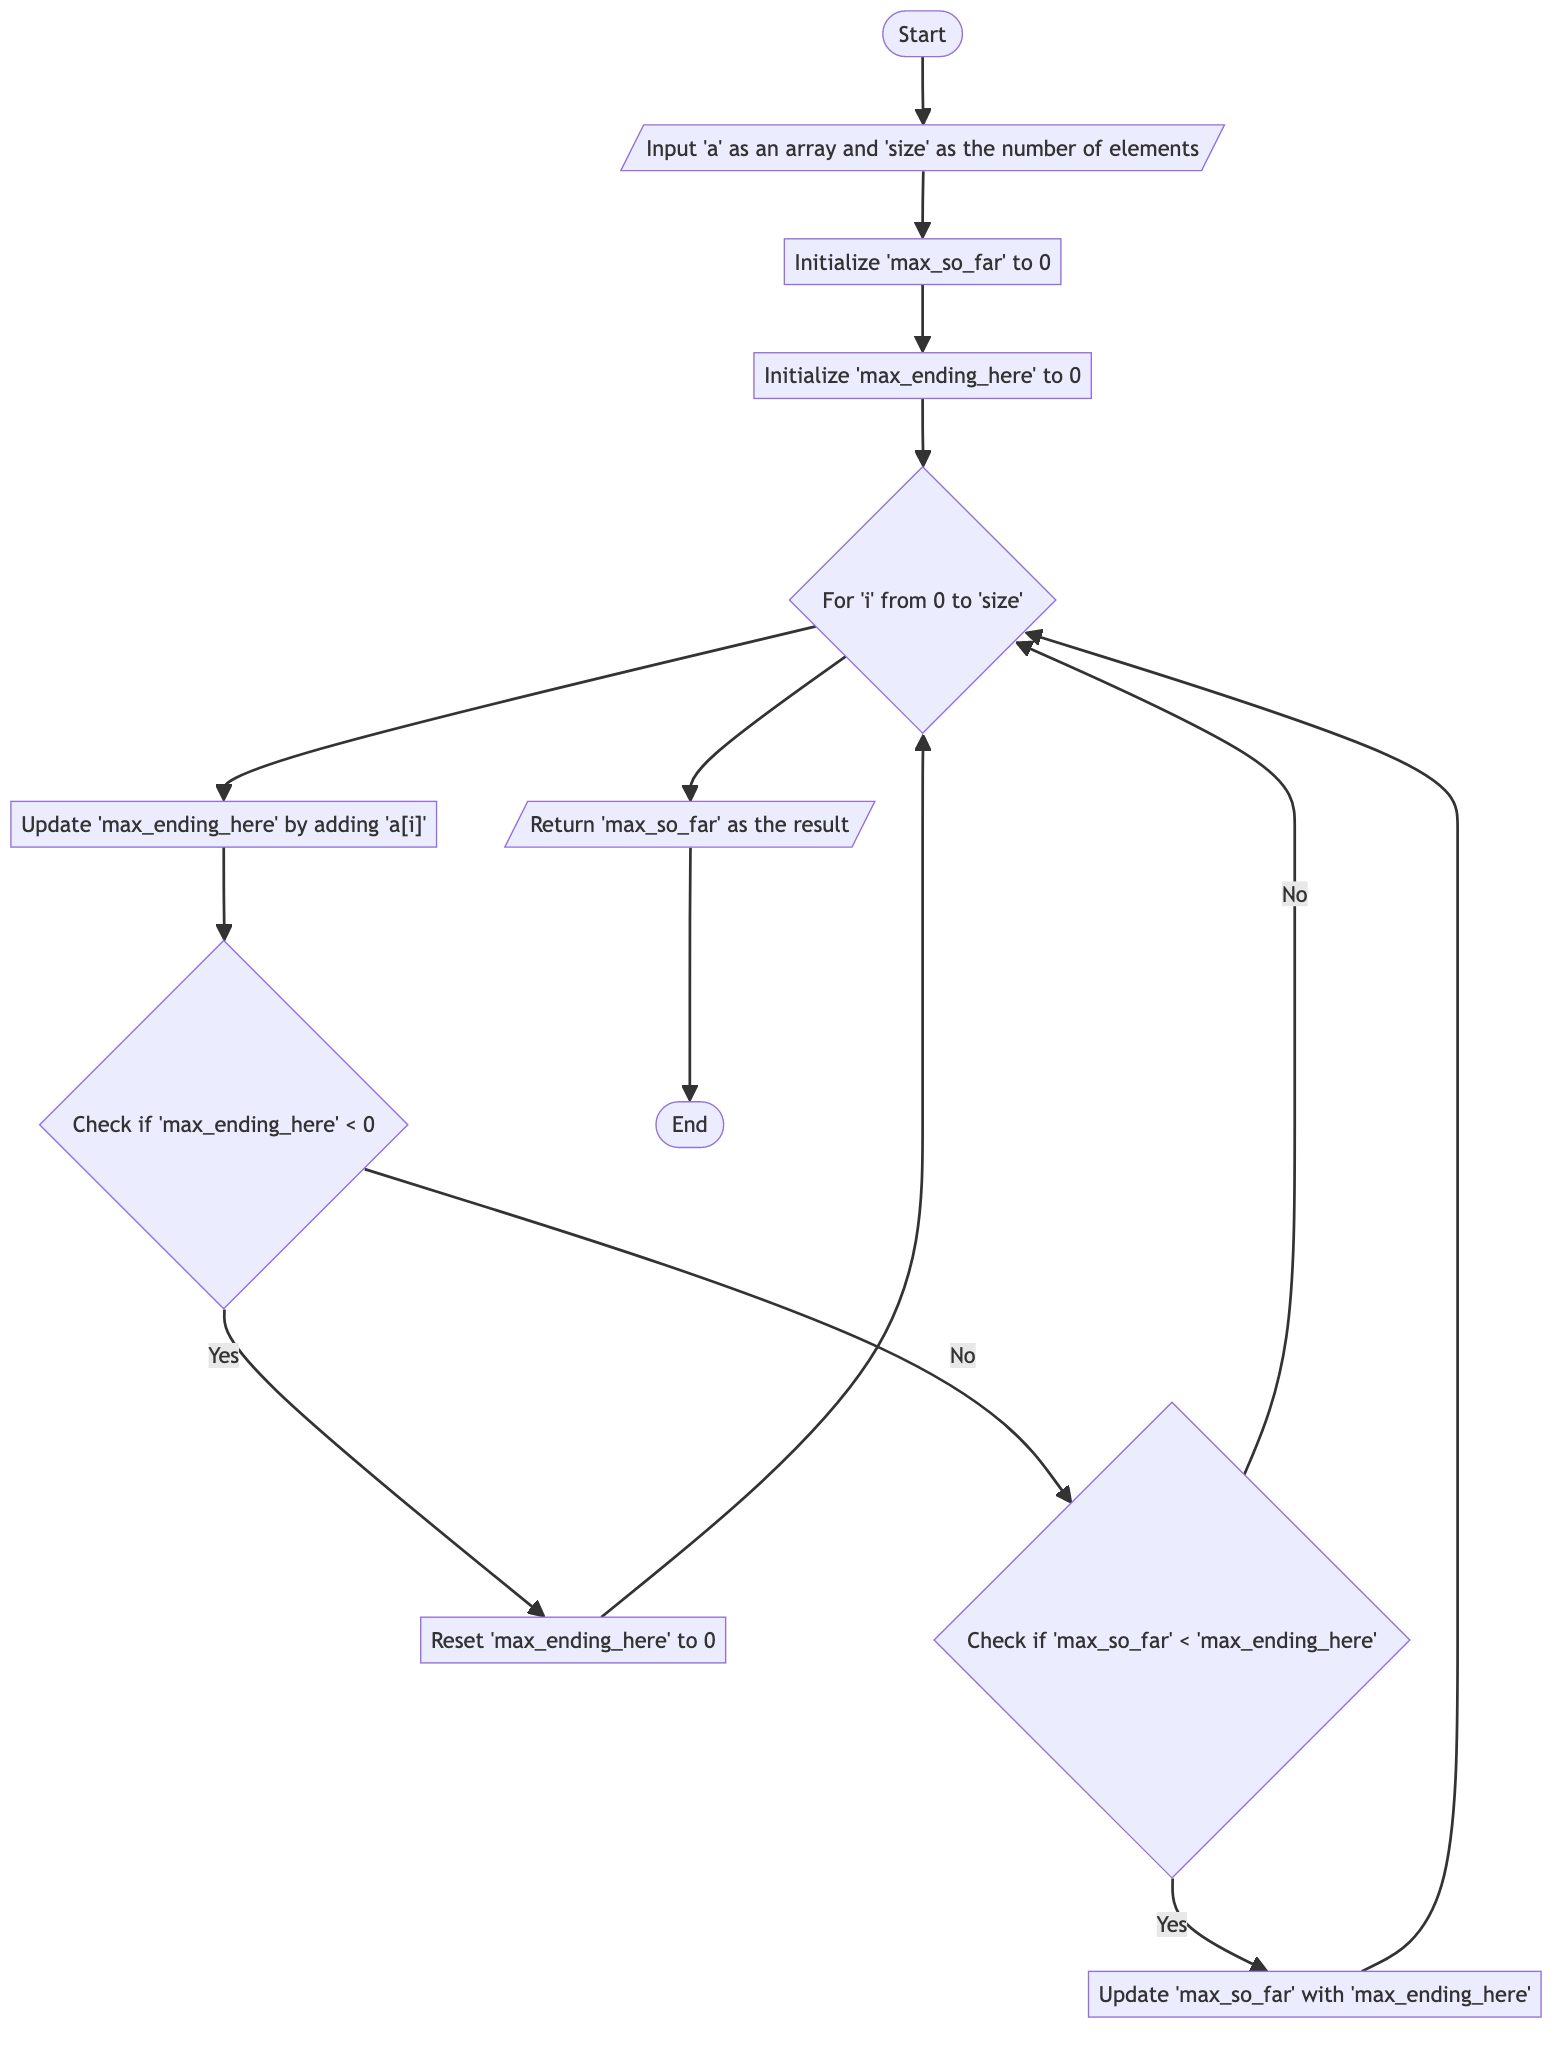 Start
Input 'a' as an array and 'size' as the number of elements
Initialize 'max_so_far' to 0
Initialize 'max_ending_here' to 0
For 'i' from 0 to 'size'
Update 'max_ending_here' by adding 'a[i]'
Return 'max_so_far' as the result
No
Check if 'max_ending_here' < 0
End
Yes
No
Reset 'max_ending_here' to 0
Check if 'max_so_far' < 'max_ending_here'
Yes
Update 'max_so_far' with 'max_ending_here'